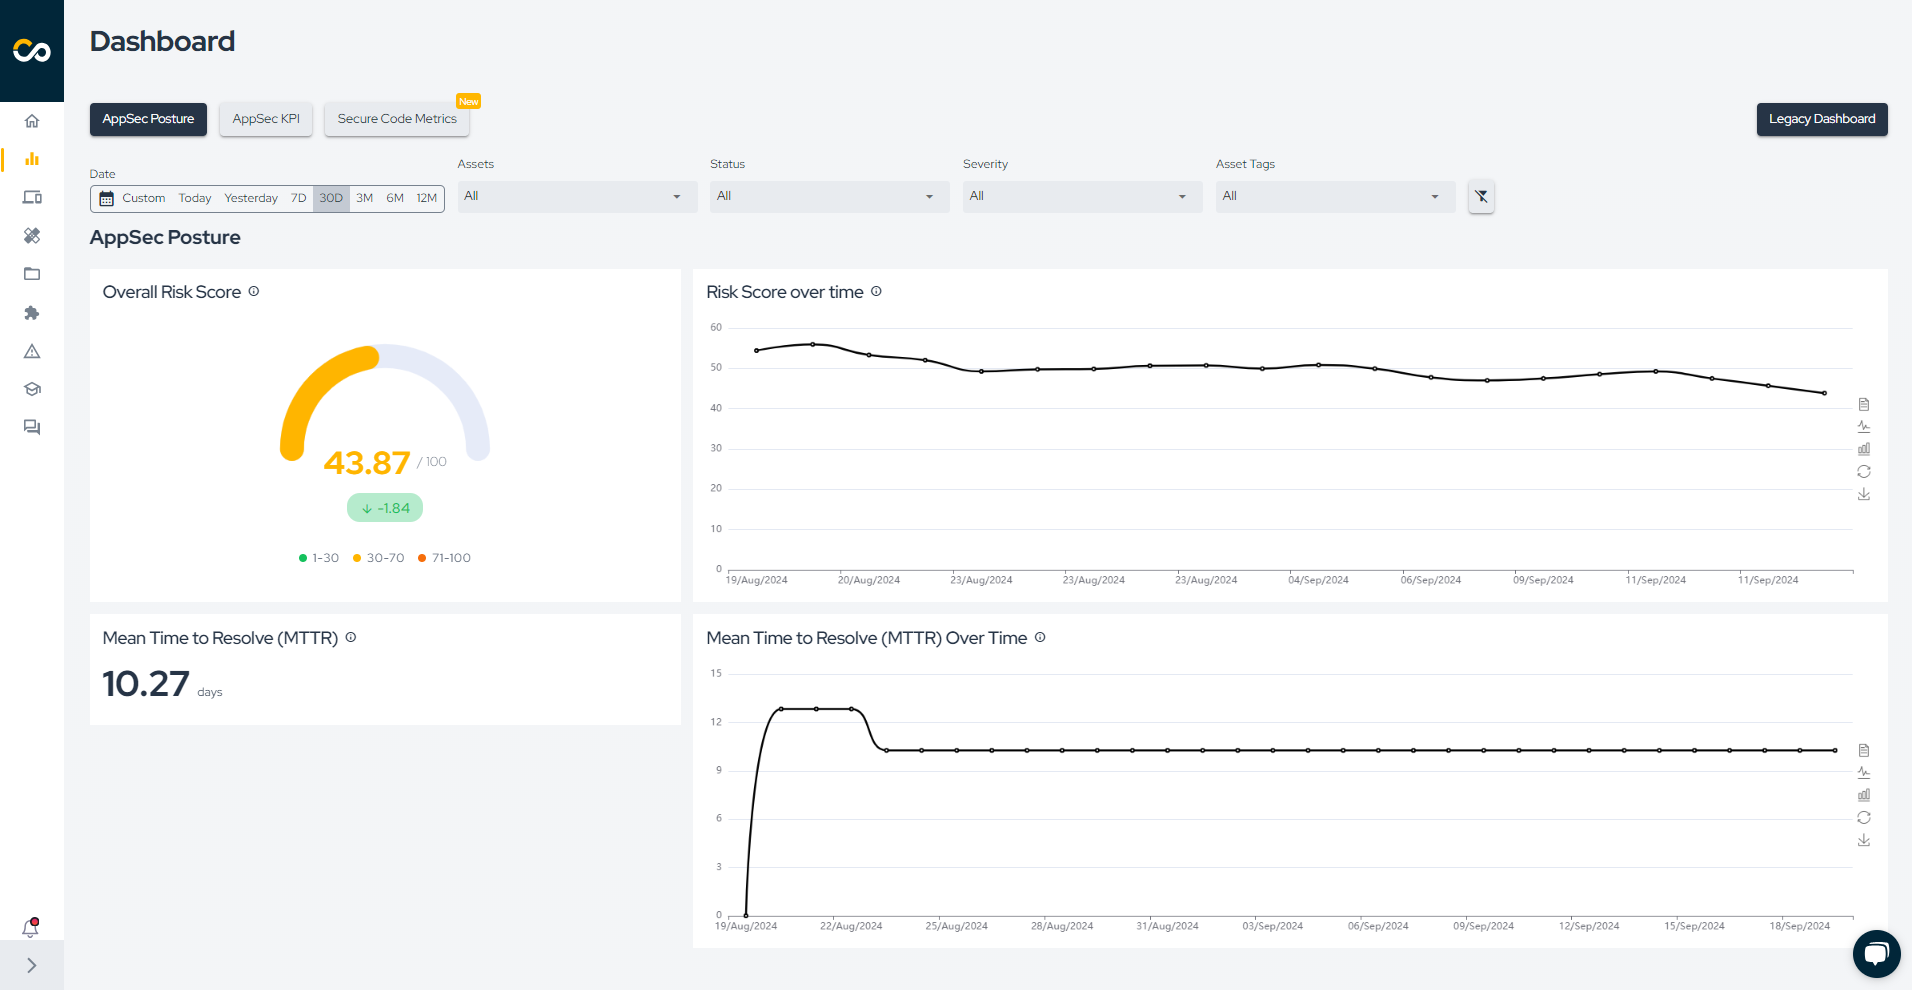 Dashboard
AppSec Posture
AppSec KPI
Secure Code Metrics
New
Legacy Dashboard
Date
Custom Today Yesterday 7D 30D 3M 6M 12M
Assets
All
Status
All
Severity
All
Asset Tags
All
AppSec Posture
Overall Risk Score
43.87 / 100
-1.84
1-30 30-70 71-100
Risk Score over time
60
50
40
30
20
10
0
19/Aug/2024 20/Aug/2024 23/Aug/2024 23/Aug/2024 23/Aug/2024 04/Sep/2024 06/Sep/2024 09/Sep/2024 11/Sep/2024 11/Sep/2024
Mean Time to Resolve (MTTR)
10.27 days
Mean Time to Resolve (MTTR) Over Time
15
12
9
6
3
0
19/Aug/2024 22/Aug/2024 25/Aug/2024 28/Aug/2024 31/Aug/2024 03/Sep/2024 06/Sep/2024 09/Sep/2024 12/Sep/2024 15/Sep/2024 18/Sep/2024